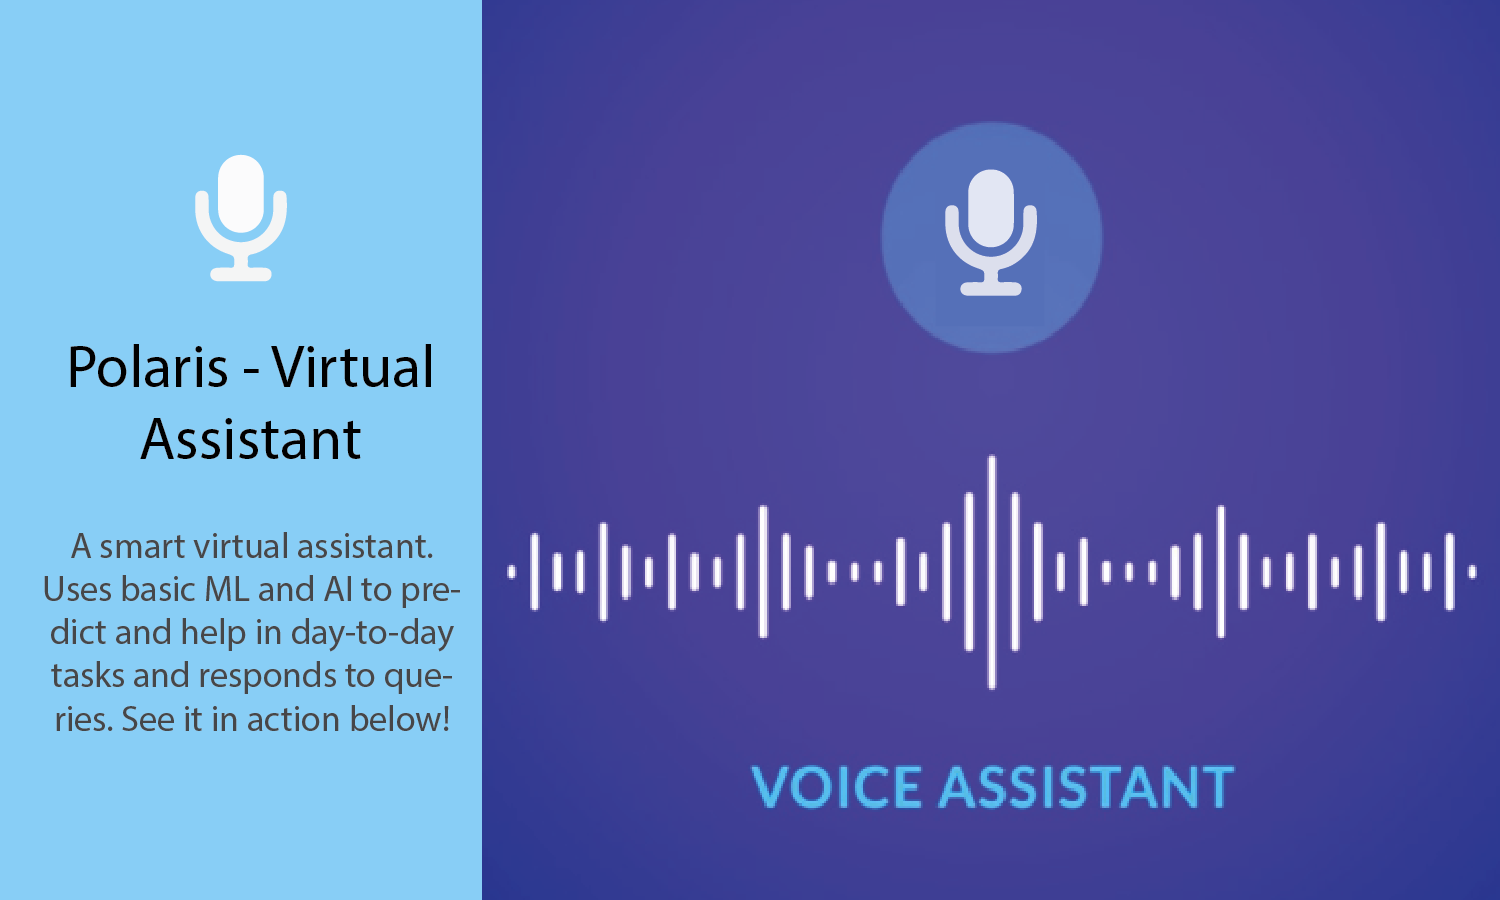 Polaris - Virtual
Assistant
A smart virtual assistant.
Uses basic ML and AI to pre-
dict and help in day-to-day
tasks and responds to que-
ries. See it in action below!
VOICE ASSISTANT